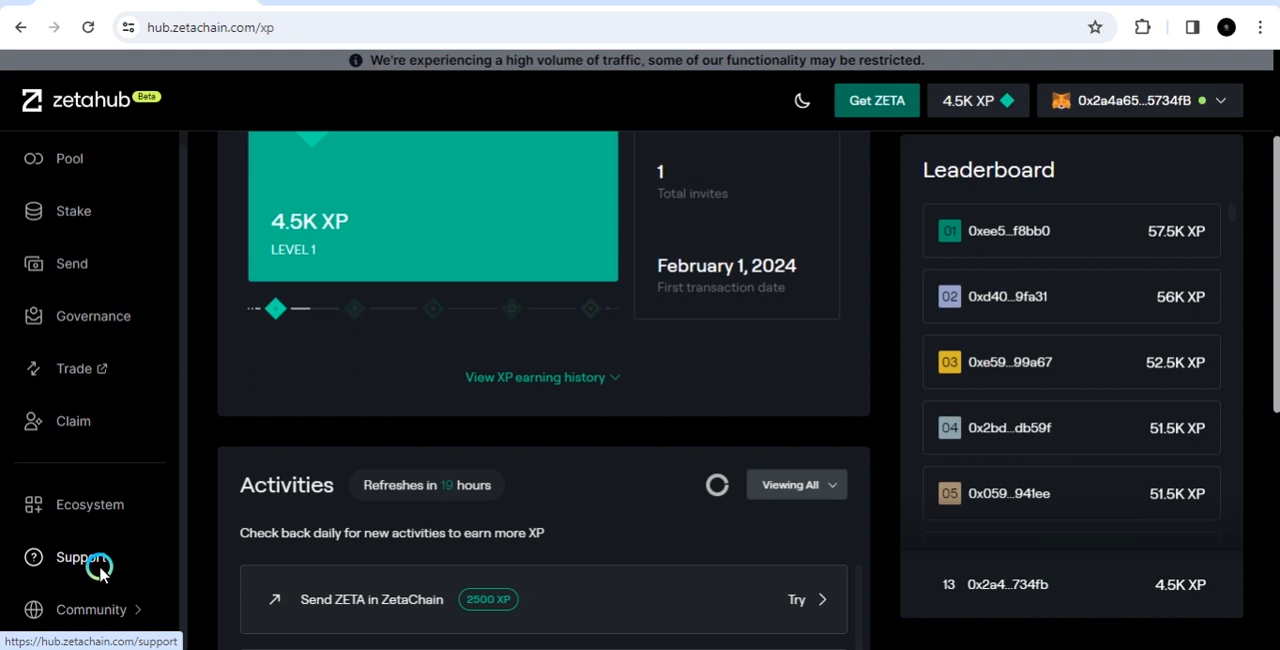 hub.zetachain.com/xp
We're experiencing a high volume of traffic, some of our functionality may be restricted.
zetahub Beta
Get ZETA
4.5K XP
0x2a4a65...5734fB
Pool
Stake
Send
Governance
Trade
Claim
Ecosystem
Support
Community
4.5K XP
LEVEL 1
1
Total invites
February 1, 2024
First transaction date
View XP earning history
Activities
Refreshes in 19 hours
Viewing All
Check back daily for new activities to earn more XP
Send ZETA in ZetaChain
2500 XP
Try
Leaderboard
01 0xee5...f8bb0 57.5K XP
02 0xd40...9fa31 56K XP
03 0xe59...99a67 52.5K XP
04 0x2bd...db59f 51.5K XP
05 0x059...941ee 51.5K XP
13 0x2a4...734fb 4.5K XP
https://hub.zetachain.com/support